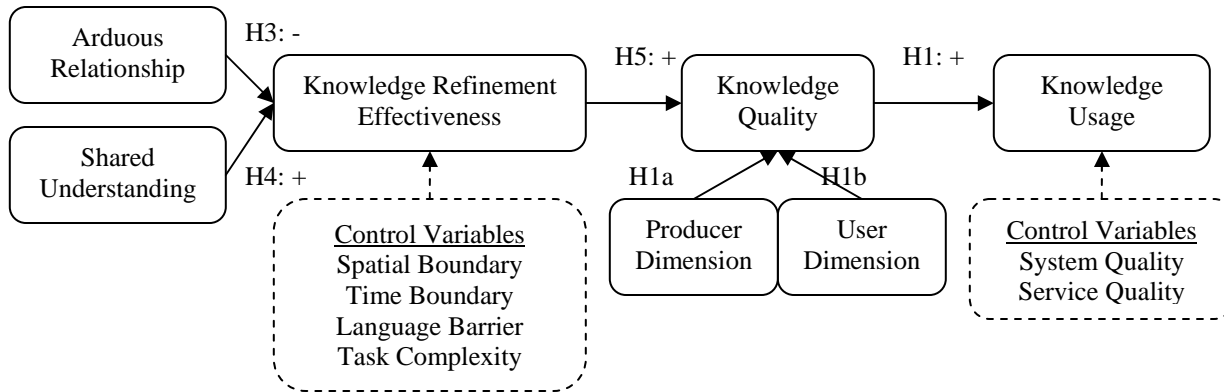 H3: -
Arduous
Relationship
H5: +
H1: +
Knowledge Refinement
Effectiveness
Knowledge
Quality
Knowledge
Usage
Shared
Understanding
H4: +
H1a
H1b
Control Variables
Spatial Boundary
Time Boundary
Language Barrier
Task Complexity
Producer
Dimension
User
Dimension
Control Variables
System Quality
Service Quality